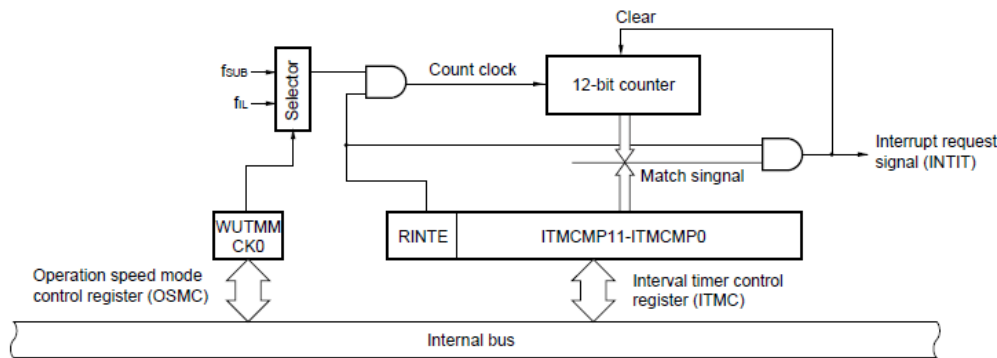 Clear
fSUB
fIL
Selector
Count clock
12-bit counter
Interrupt request
signal (INTIT)
Match singnal
WUTMM
CK0
RINTE
ITMCMP11-ITMCMP0
Operation speed mode
control register (OSMC)
Interval timer control
register (ITMC)
Internal bus